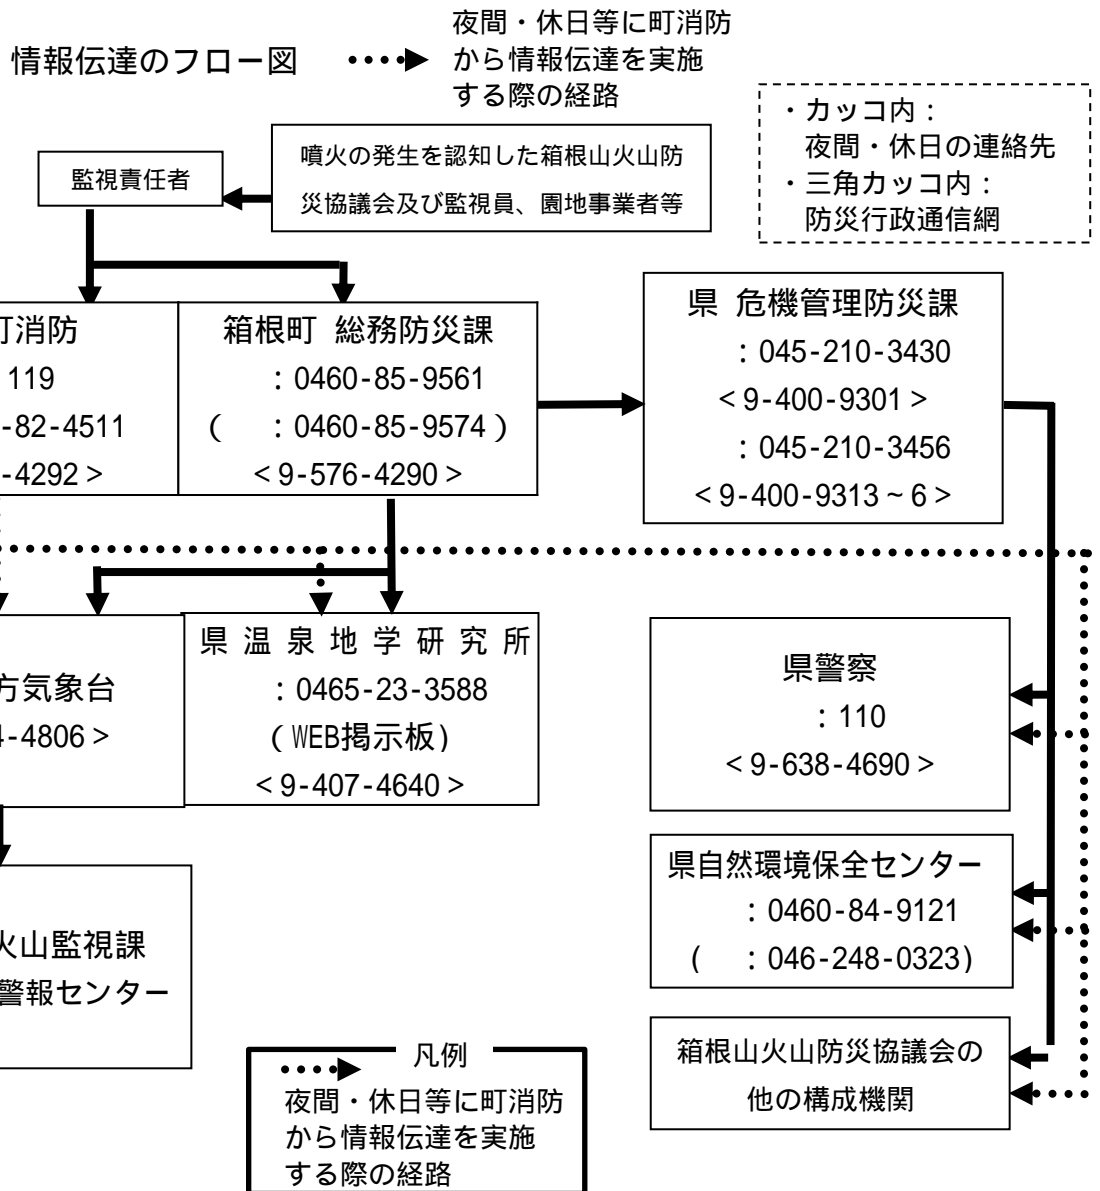 情報伝達のフロー図
夜間・休日等に町消防
から情報伝達を実施
する際の経路
・カッコ内：
夜間・休日の連絡先
・三角カッコ内：
防災行政通信網
監視責任者
噴火の発生を認知した箱根山火山防
災協議会及び監視員、園地事業者等
町消防
119
-82-4511
-4292＞
箱根町 総務防災課
：0460-85-9561
(　：0460-85-9574)
＜9-576-4290＞
県 危機管理防災課
：045-210-3430
＜9-400-9301＞
：045-210-3456
＜9-400-9313～6＞
方気象台
4-4806＞
県温泉地学研究所
：0465-23-3588
(WEB掲示板)
＜9-407-4640＞
県警察
：110
＜9-638-4690＞
火山監視課
警報センター
県自然環境保全センター
：0460-84-9121
(　：046-248-0323)
箱根山火山防災協議会の
他の構成機関
凡例
夜間・休日等に町消防
から情報伝達を実施
する際の経路